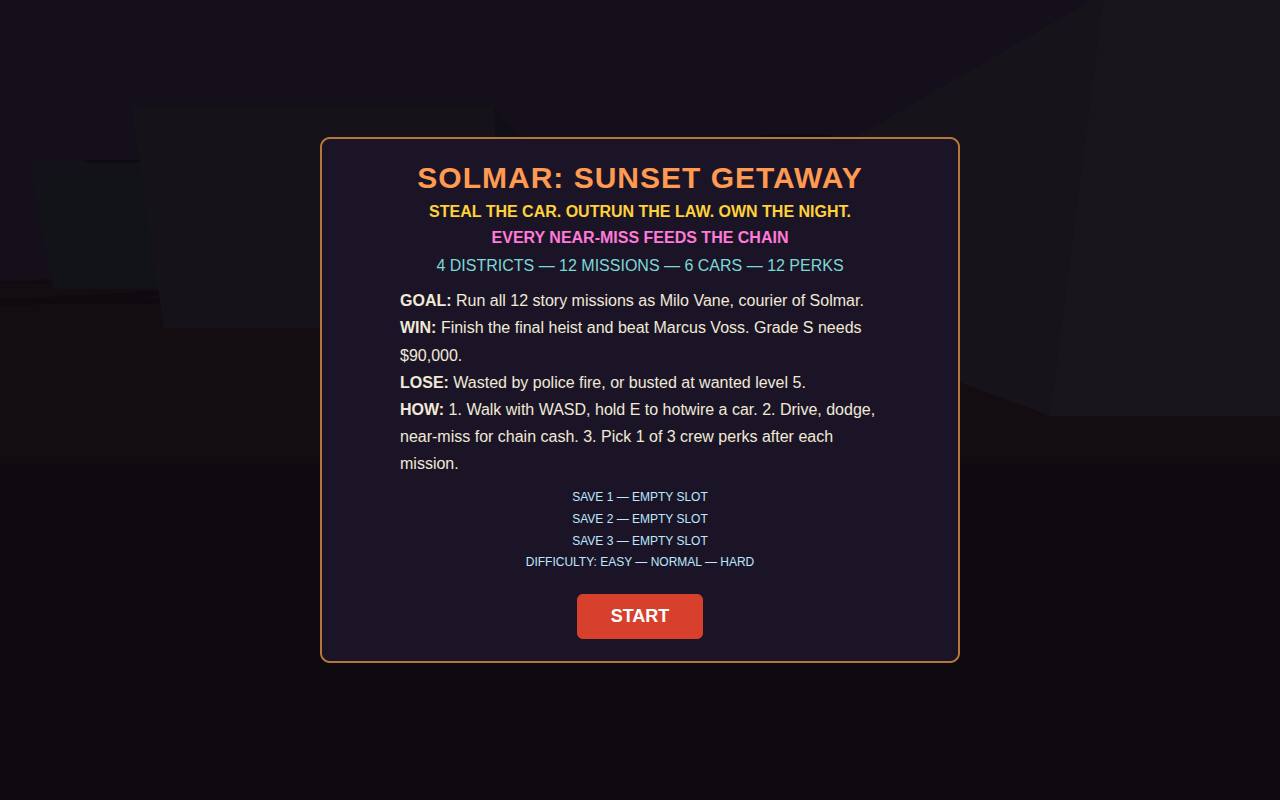 SOLMAR: SUNSET GETAWAY
STEAL THE CAR. OUTRUN THE LAW. OWN THE NIGHT.
EVERY NEAR-MISS FEEDS THE CHAIN
4 DISTRICTS — 12 MISSIONS — 6 CARS — 12 PERKS
GOAL: Run all 12 story missions as Milo Vane, courier of Solmar.
WIN: Finish the final heist and beat Marcus Voss. Grade S needs
$90,000.
LOSE: Wasted by police fire, or busted at wanted level 5.
HOW: 1. Walk with WASD, hold E to hotwire a car. 2. Drive, dodge,
near-miss for chain cash. 3. Pick 1 of 3 crew perks after each
mission.
SAVE 1 — EMPTY SLOT
SAVE 2 — EMPTY SLOT
SAVE 3 — EMPTY SLOT
DIFFICULTY: EASY — NORMAL — HARD
START